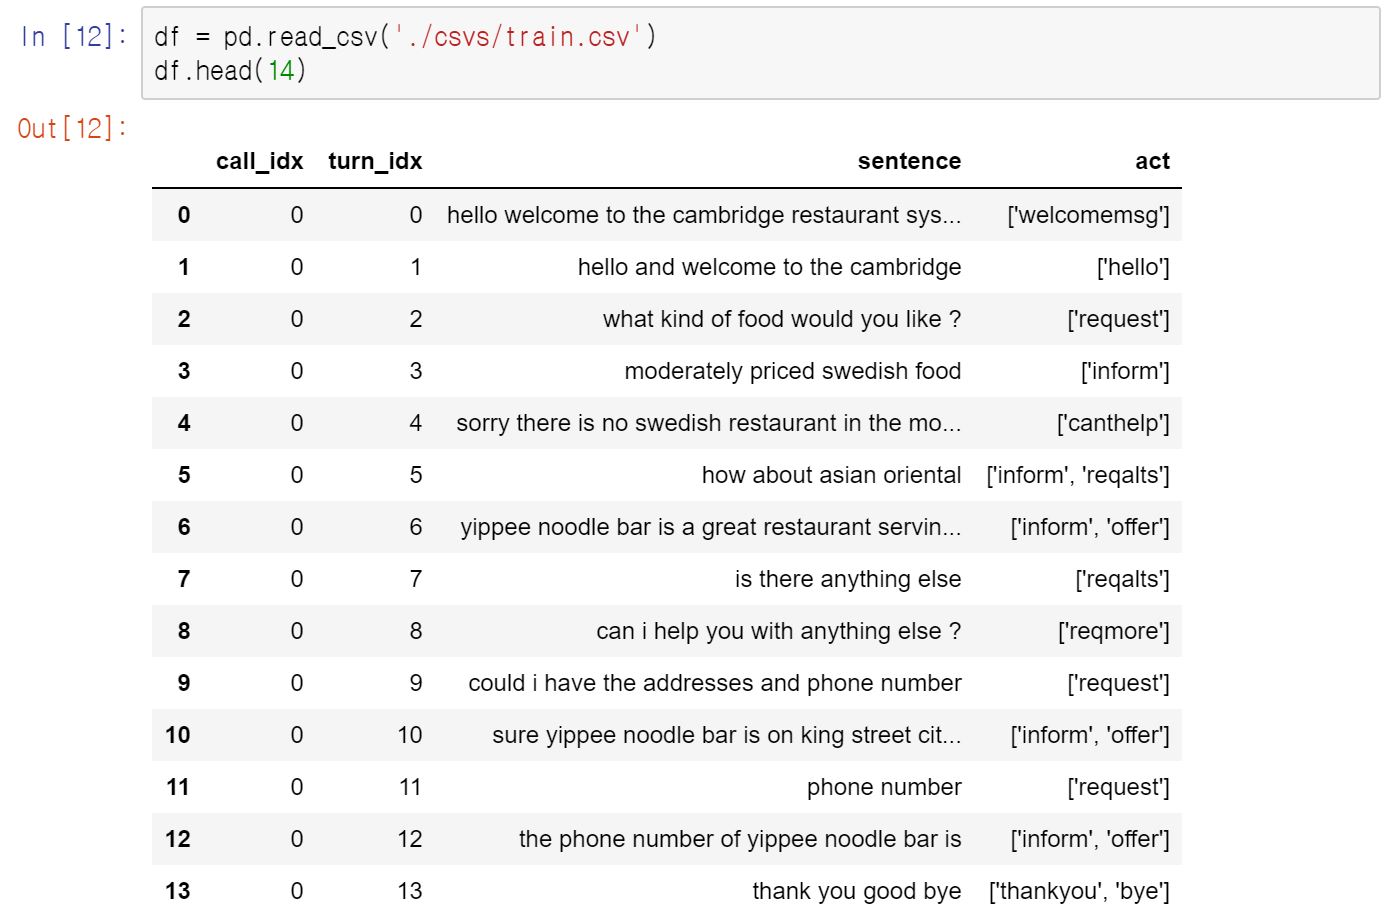 In [12]: df = pd.read_csv('./csvs/train.csv')
df.head(14)
Out[12]:
call_idx turn_idx sentence act
0 0 0 hello welcome to the cambridge restaurant sys... ['welcomemsg']
1 0 1 hello and welcome to the cambridge ['hello']
2 0 2 what kind of food would you like ? ['request']
3 0 3 moderately priced swedish food ['inform']
4 0 4 sorry there is no swedish restaurant in the mo... ['canthelp']
5 0 5 how about asian oriental ['inform', 'reqalts']
6 0 6 yippee noodle bar is a great restaurant servin... ['inform', 'offer']
7 0 7 is there anything else ['reqalts']
8 0 8 can i help you with anything else ? ['reqmore']
9 0 9 could i have the addresses and phone number ['request']
10 0 10 sure yippee noodle bar is on king street cit... ['inform', 'offer']
11 0 11 phone number ['request']
12 0 12 the phone number of yippee noodle bar is ['inform', 'offer']
13 0 13 thank you good bye ['thankyou', 'bye']